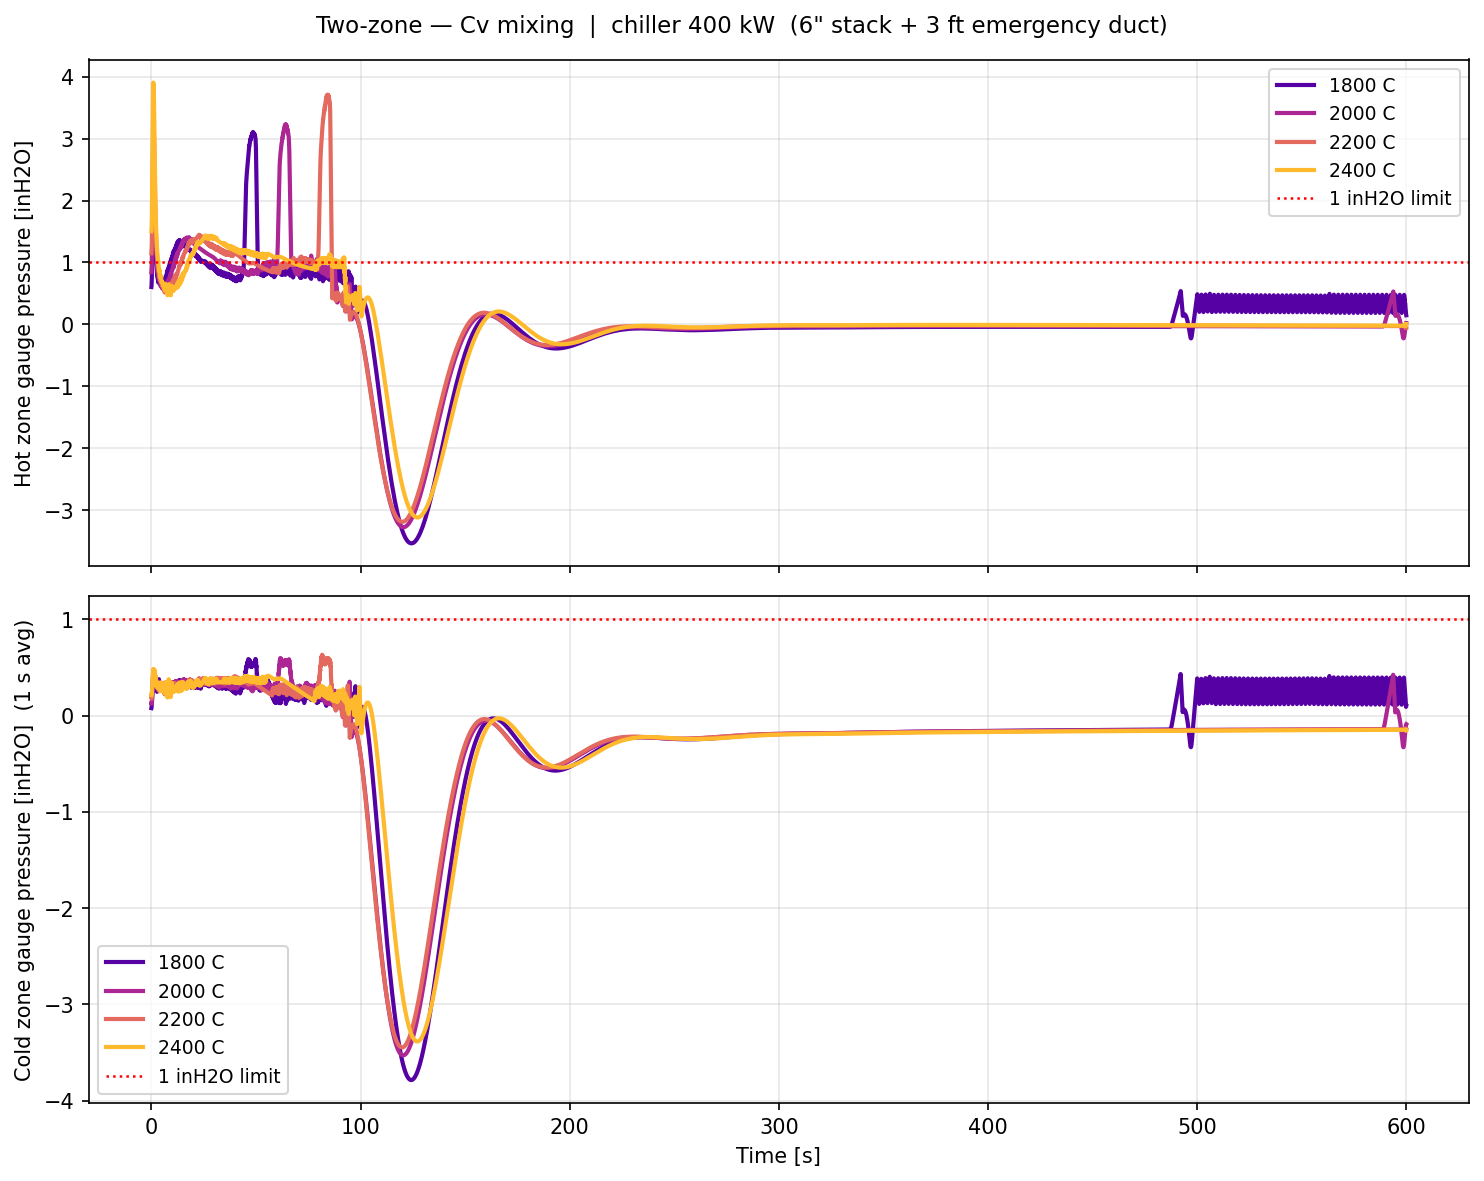 Two-zone — Cv mixing | chiller 400 kW (6" stack + 3 ft emergency duct)
Hot zone gauge pressure [inH2O]
4
3
2
1
0
−1
−2
−3
1800 C
2000 C
2200 C
2400 C
1 inH2O limit
Cold zone gauge pressure [inH2O] (1 s avg)
1
0
−1
−2
−3
−4
1800 C
2000 C
2200 C
2400 C
1 inH2O limit
0 100 200 300 400 500 600
Time [s]